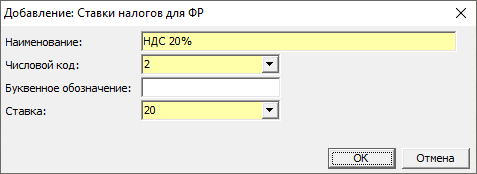 Добавление: Ставки налогов для ФР
Наименование: НДС 20%
Числовой код: 2
Буквенное обозначение:
Ставка: 20
OK Отмена